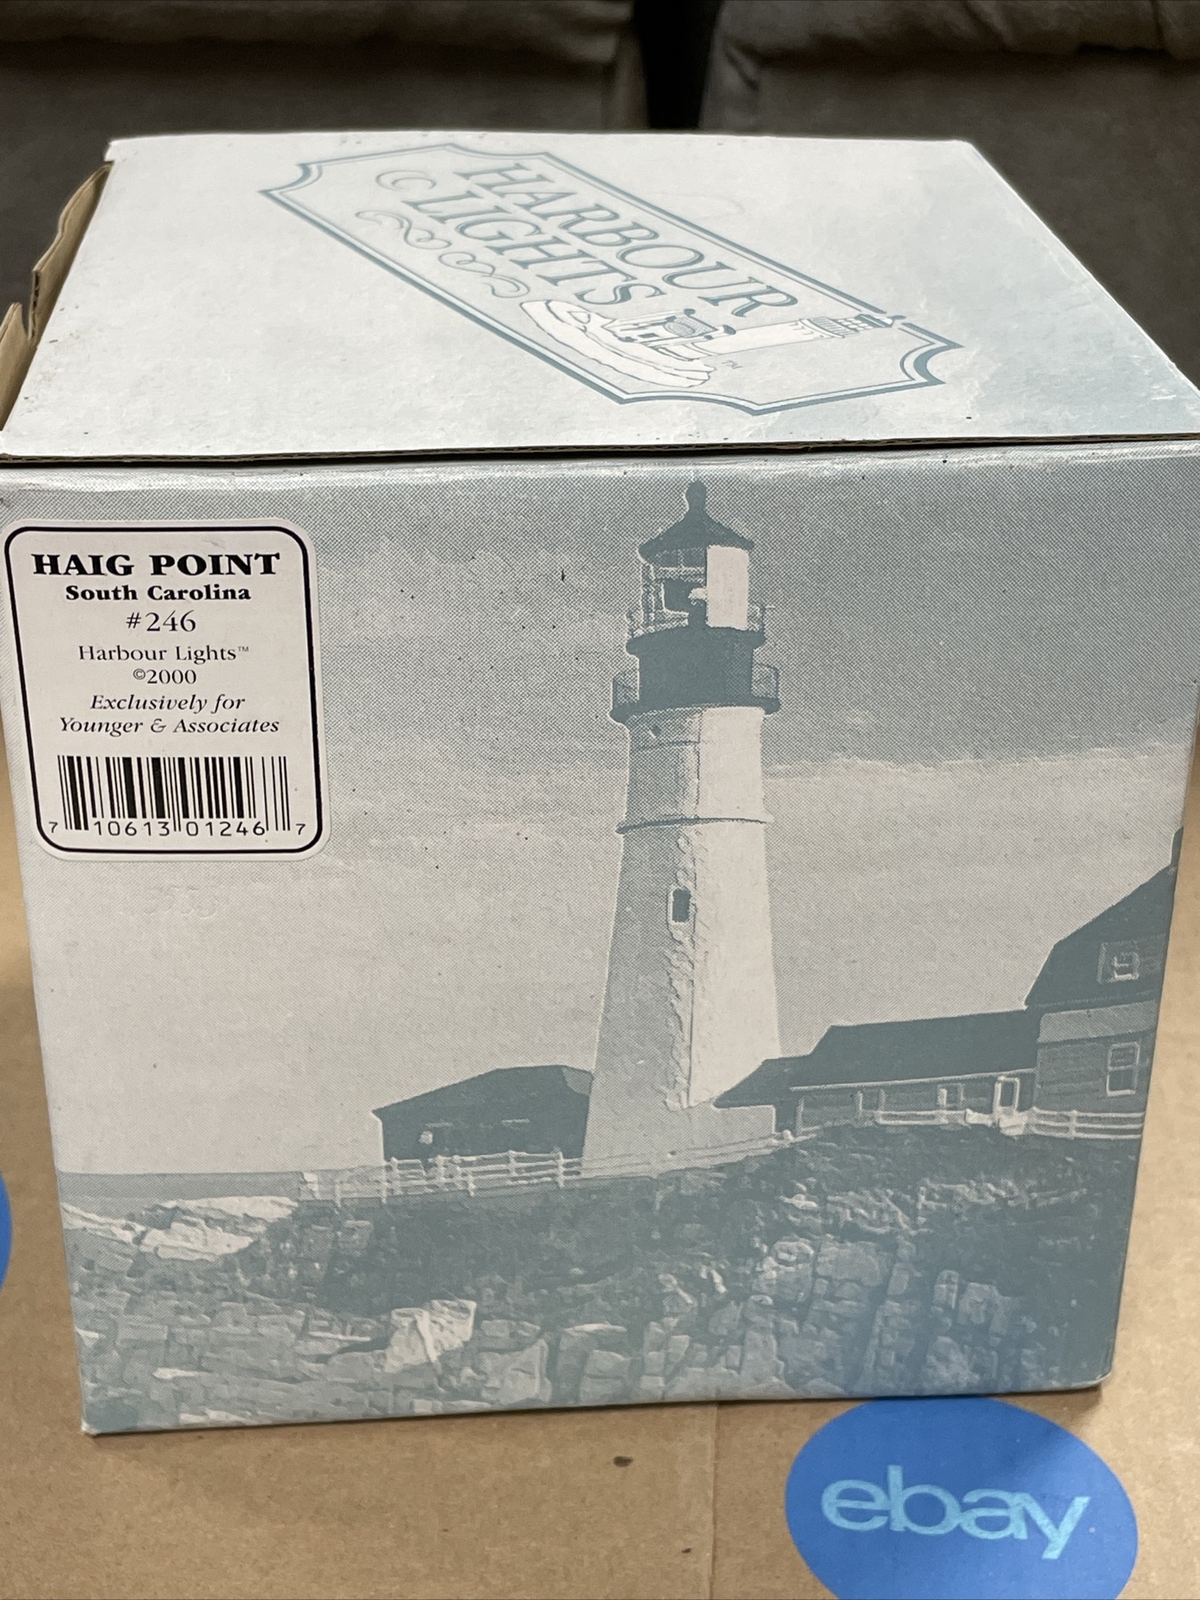 HARBOUR
LIGHTS
TM
HAIG POINT
South Carolina
#246
Harbour Lights™
©2000
Exclusively for
Younger & Associates
7 10613 01246 7
ebay